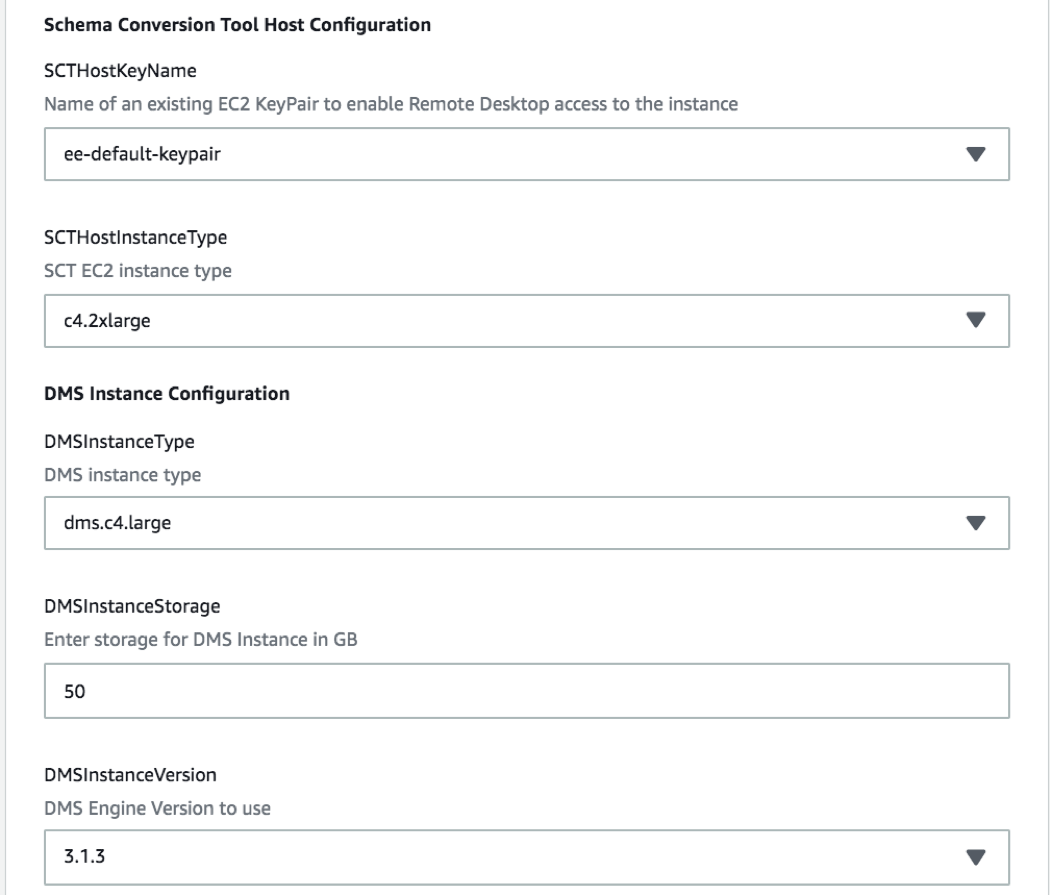 Schema Conversion Tool Host Configuration
SCTHostKeyName
Name of an existing EC2 KeyPair to enable Remote Desktop access to the instance
ee-default-keypair
SCTHostInstanceType
SCT EC2 instance type
c4.2xlarge
DMS Instance Configuration
DMSInstanceType
DMS instance type
dms.c4.large
DMSInstanceStorage
Enter storage for DMS Instance in GB
50
DMSInstanceVersion
DMS Engine Version to use
3.1.3